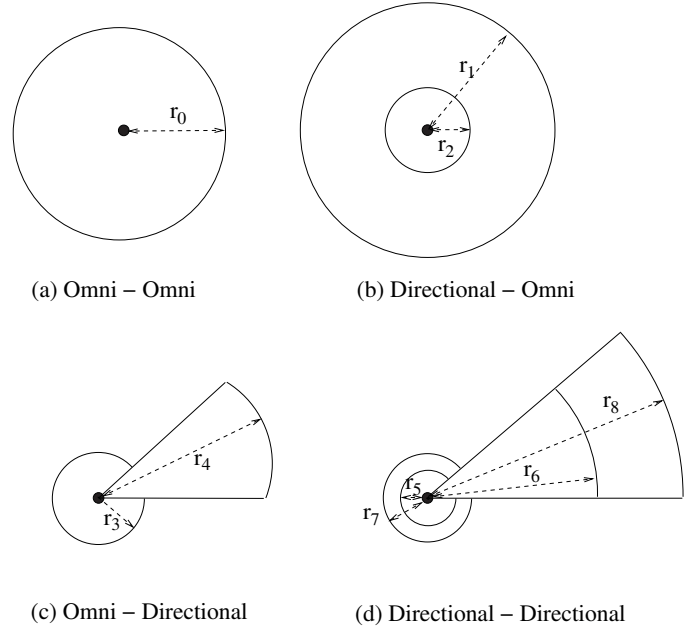 r0
r1
r2
(a) Omni – Omni
(b) Directional – Omni
r4
r3
r8
r6
r5
r7
(c) Omni – Directional
(d) Directional – Directional